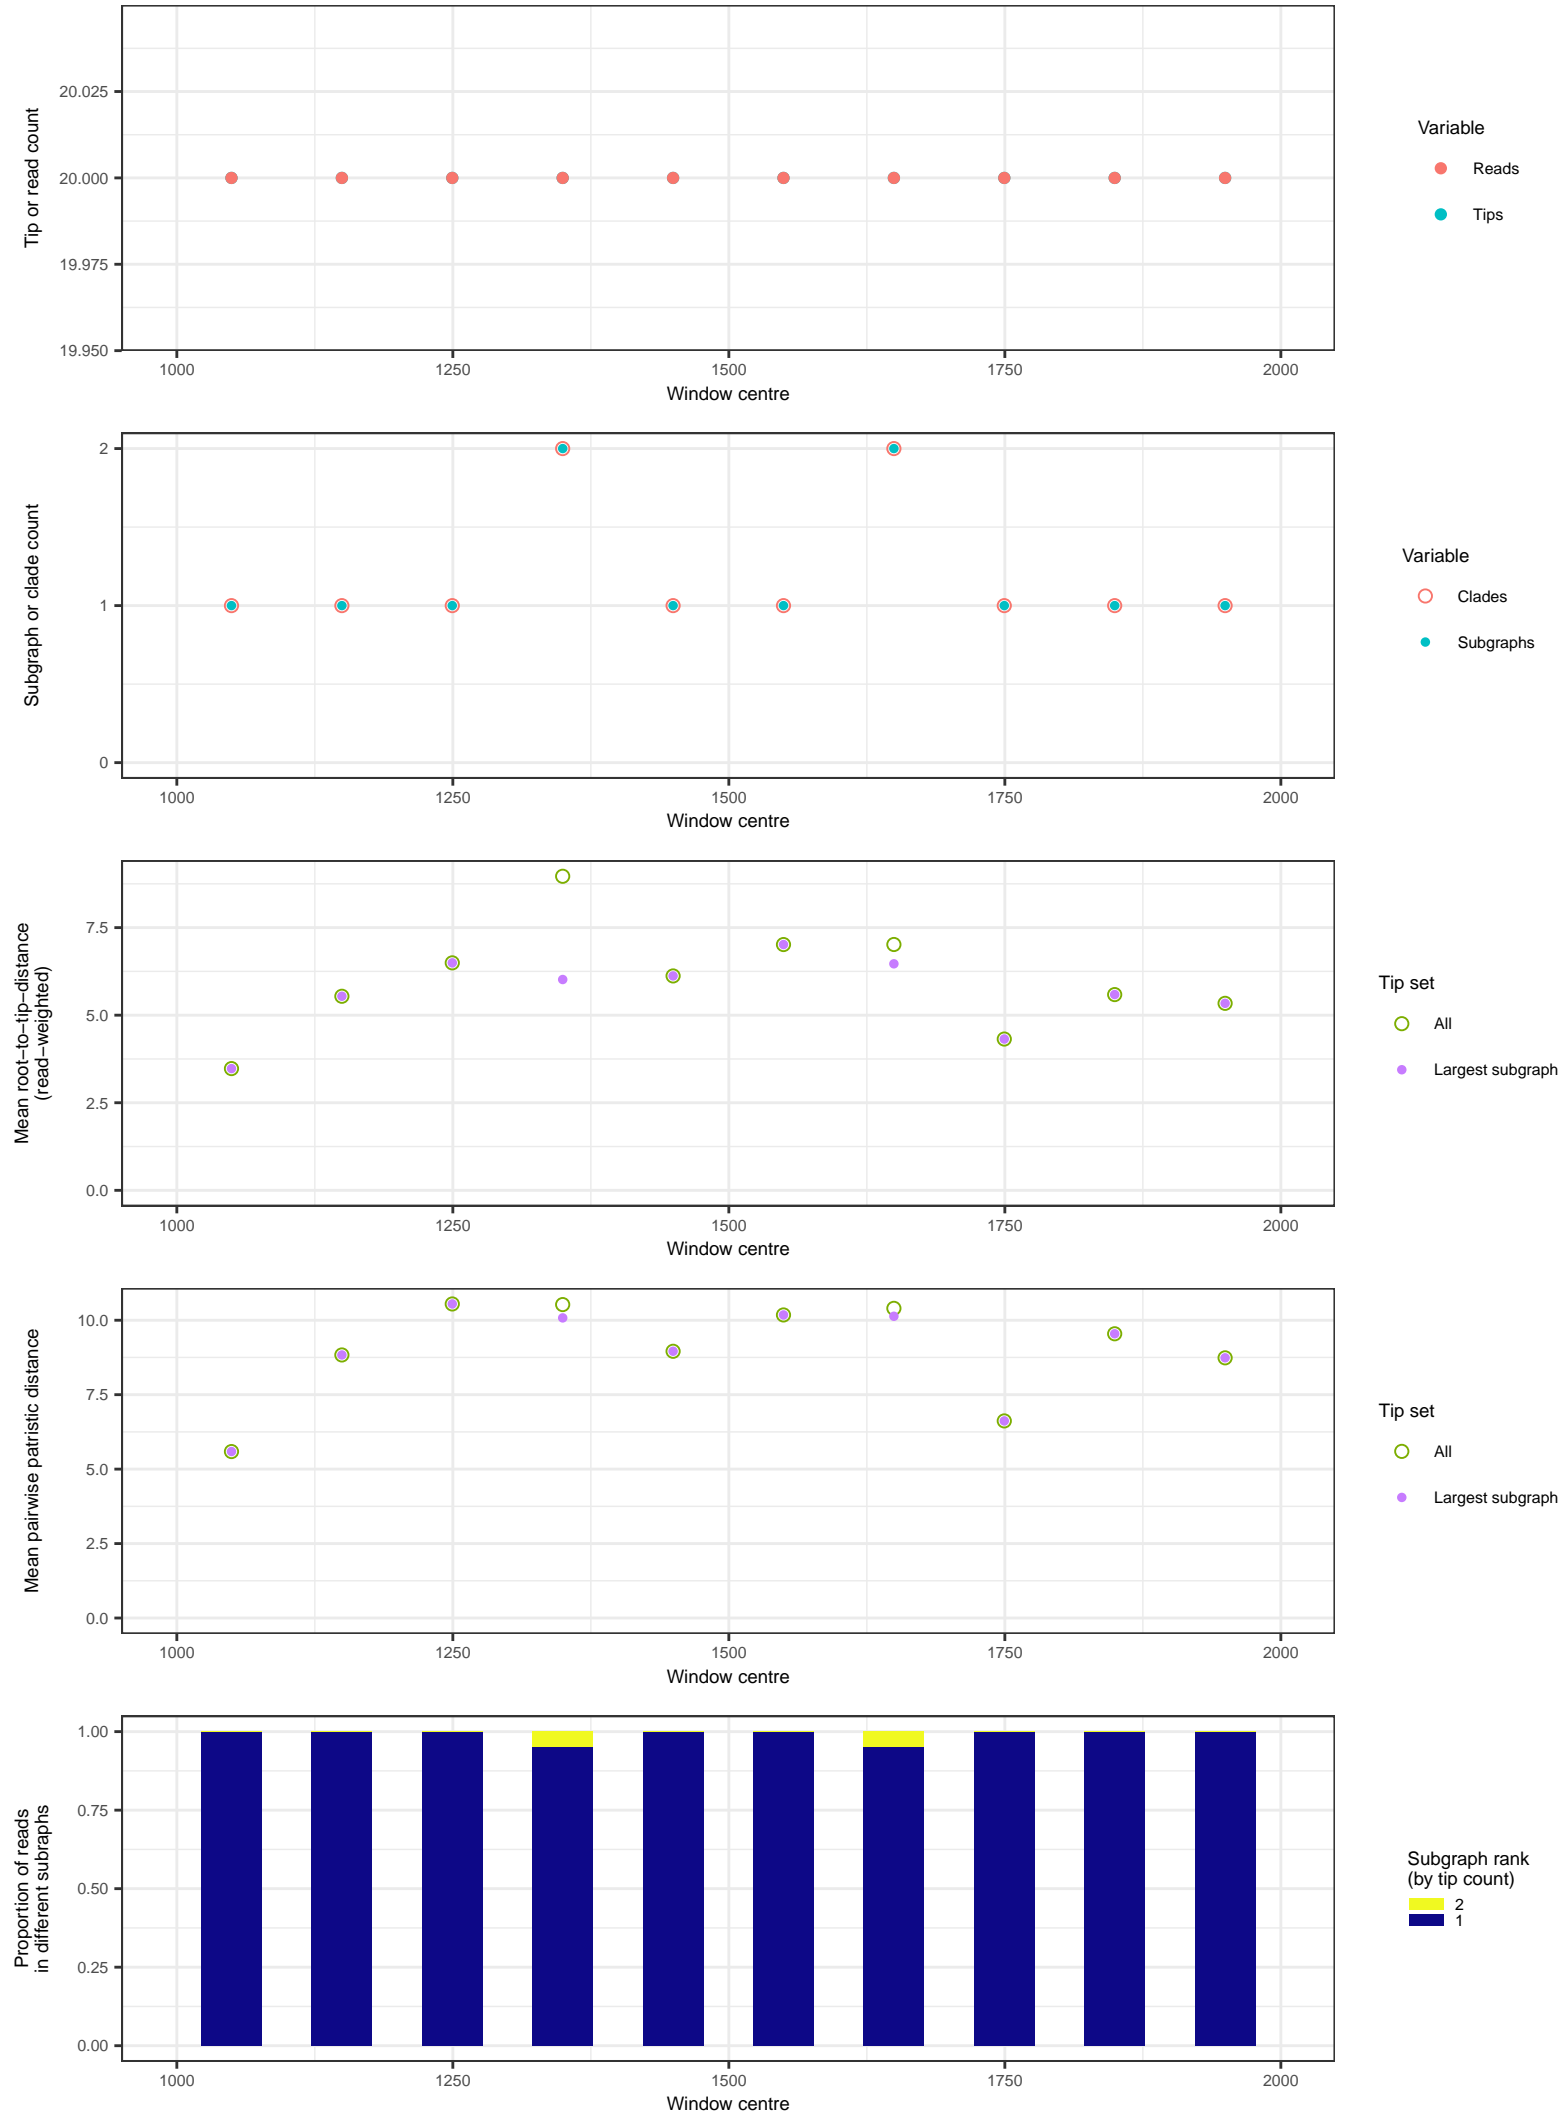 Tip or read count
20.025
20.000
19.975
19.950
1000 1250 1500 1750 2000
Window centre
Variable
Reads
Tips
Subgraph or clade count
2
1
0
1000 1250 1500 1750 2000
Window centre
Variable
Clades
Subgraphs
Mean root−to−tip−distance
(read−weighted)
7.5
5.0
2.5
0.0
1000 1250 1500 1750 2000
Window centre
Tip set
All
Largest subgraph
Mean pairwise patristic distance
10.0
7.5
5.0
2.5
0.0
1000 1250 1500 1750 2000
Window centre
Tip set
All
Largest subgraph
Proportion of reads
in different subraphs
1.00
0.75
0.50
0.25
0.00
1000 1250 1500 1750 2000
Window centre
Subgraph rank
(by tip count)
2
1